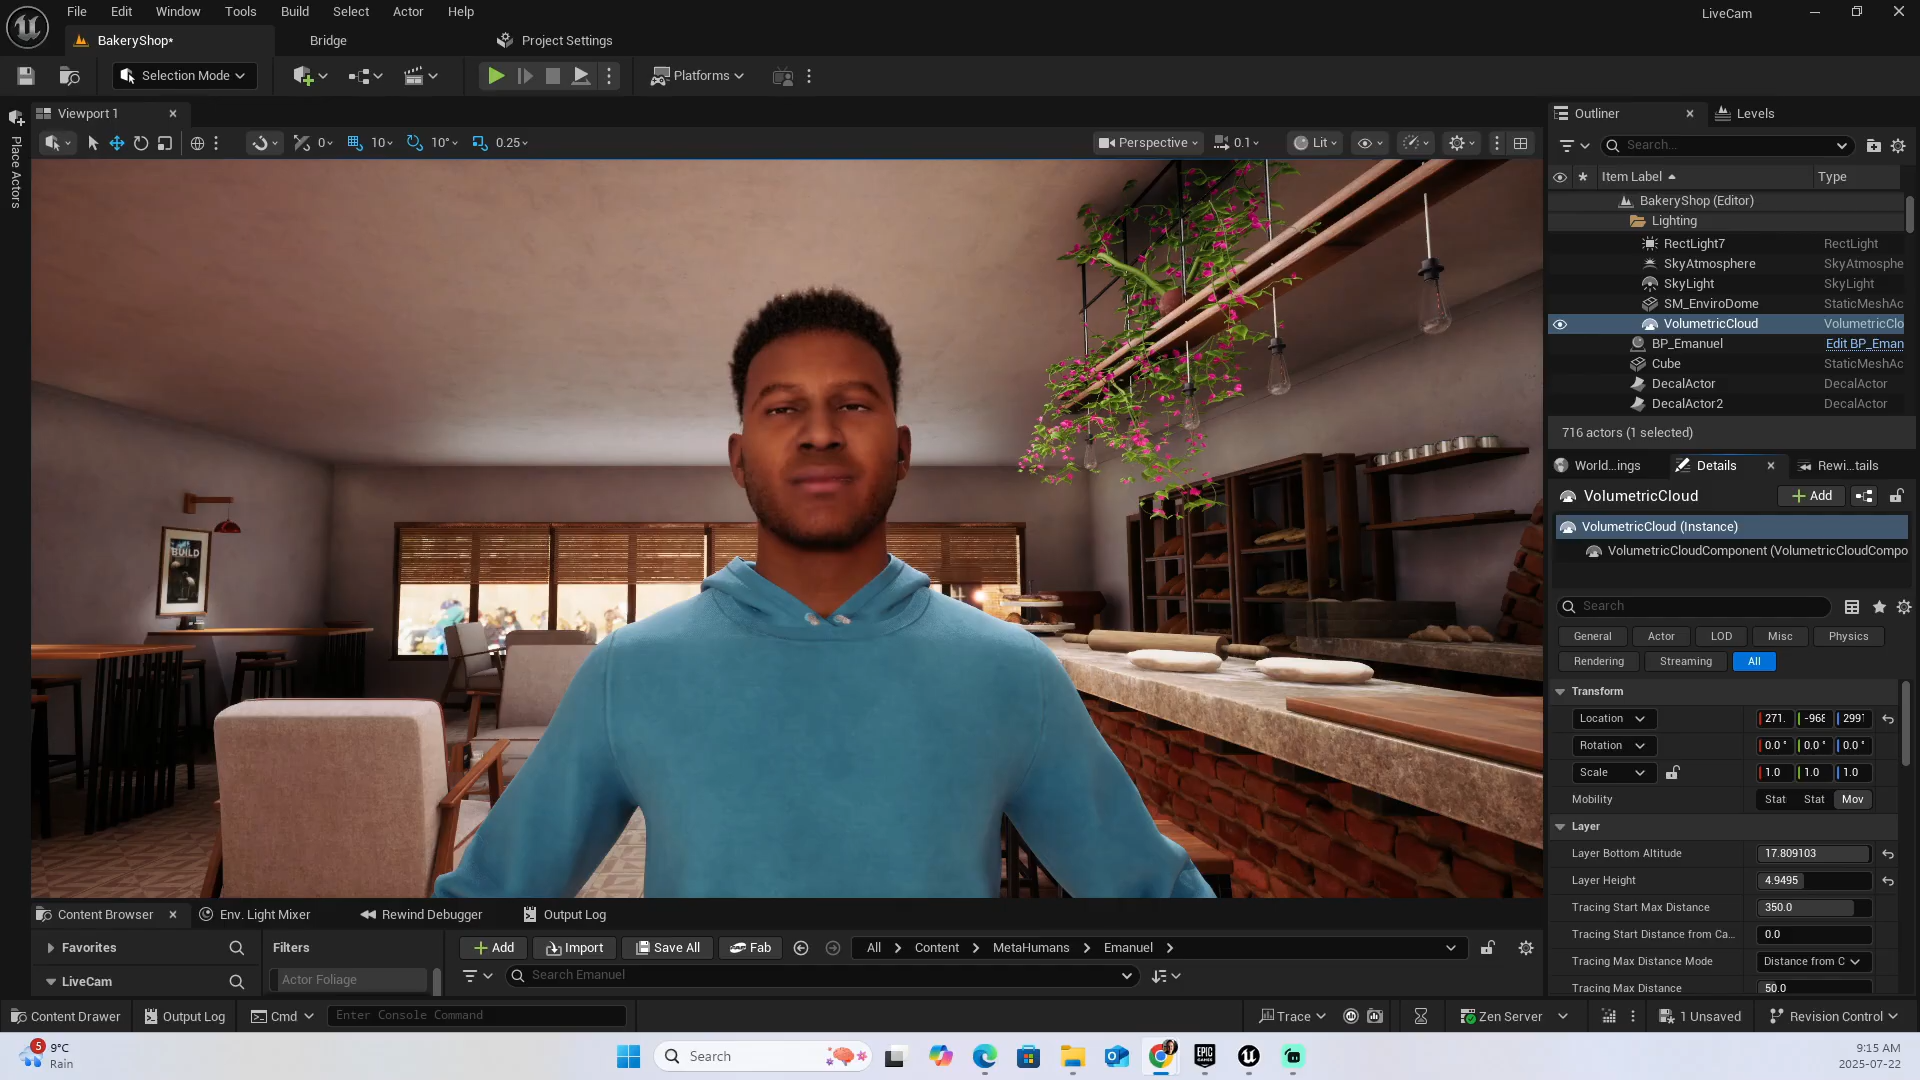 File Edit Window Tools Build Select Actor Help
LiveCam
BakeryShop*
Bridge
Project Settings
Selection Mode
Platforms
Viewport 1
0
10
10°
0.25
Perspective
0.1
Lit
Place Actors
BUILD
Outliner
Levels
Search...
Item Label
Type
BakeryShop (Editor)
Lighting
RectLight7 RectLight
SkyAtmosphere SkyAtmosphe
SkyLight SkyLight
SM_EnviroDome StaticMeshAc
VolumetricCloud VolumetricClo
BP_Emanuel Edit BP_Eman
Cube StaticMeshAc
DecalActor DecalActor
DecalActor2 DecalActor
716 actors (1 selected)
World...ings
Details
Rewi...tails
VolumetricCloud
Add
VolumetricCloud (Instance)
VolumetricCloudComponent (VolumetricCloudCompo
Search
General Actor LOD Misc Physics
Rendering Streaming All
Transform
Location 271. -968 2991
Rotation 0.0 ° 0.0 ° 0.0 °
Scale 1.0 1.0 1.0
Mobility Stat Stat Mov
Layer
Layer Bottom Altitude 17.809103
Layer Height 4.9495
Tracing Start Max Distance 350.0
Tracing Start Distance from Ca... 0.0
Tracing Max Distance Mode Distance from C
Tracing Max Distance 50.0
Content Browser
Env. Light Mixer
Rewind Debugger
Output Log
Favorites
Filters
Add
Import
Save All
Fab
All > Content > MetaHumans > Emanuel >
LiveCam
Actor Foliage
Search Emanuel
Content Drawer
Output Log
Cmd
Enter Console Command
Trace
Zen Server
1 Unsaved
Revision Control
5
9°C
Rain
Search
EPIC
GAMES
9:15 AM
2025-07-22